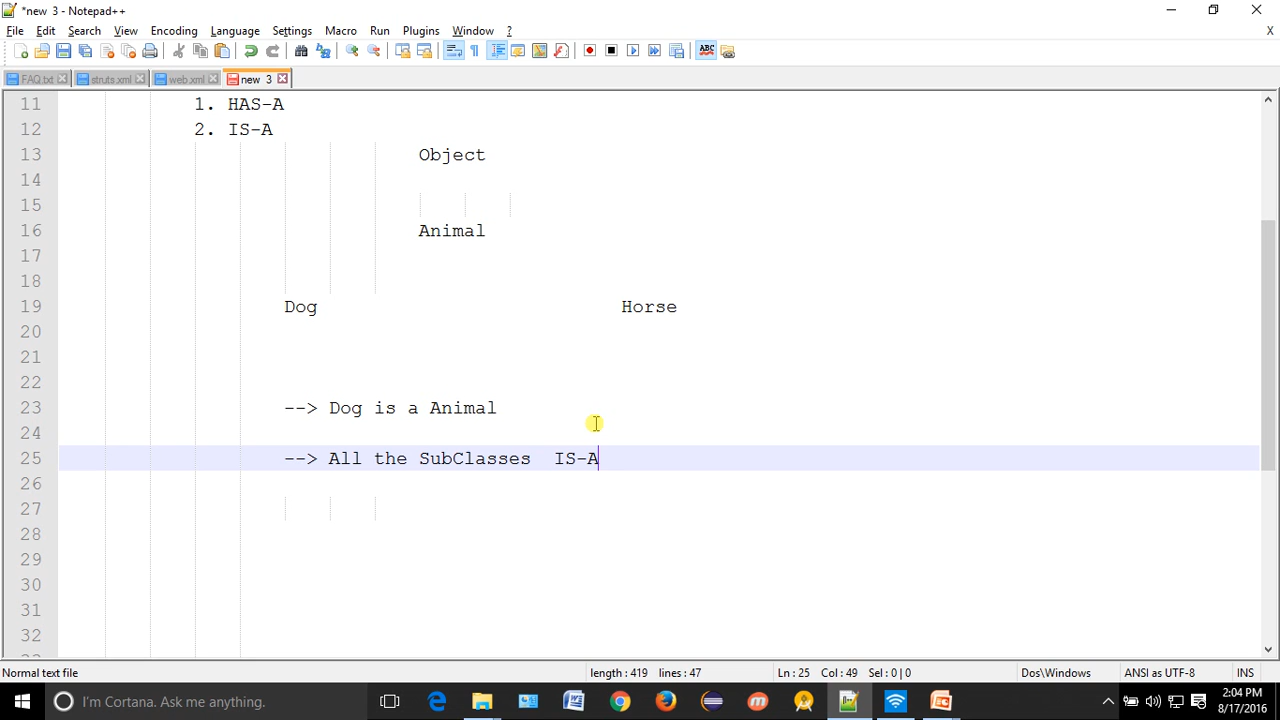 *new 3 - Notepad++
File Edit Search View Encoding Language Settings Macro Run Plugins Window ? X
ABC
FAQ.txt struts.xml web.xml new 3
11 1. HAS-A
12 2. IS-A
13 Object
14
15
16 Animal
17
18
19 Dog Horse
20
21
22
23 --> Dog is a Animal
24
25 --> All the SubClasses IS-A
26
27
28
29
30
31
32
Normal text file length : 419 lines : 47 Ln : 25 Col : 49 Sel : 0 | 0 Dos\Windows ANSI as UTF-8 INS
I'm Cortana. Ask me anything. 2:04 PM
8/17/2016